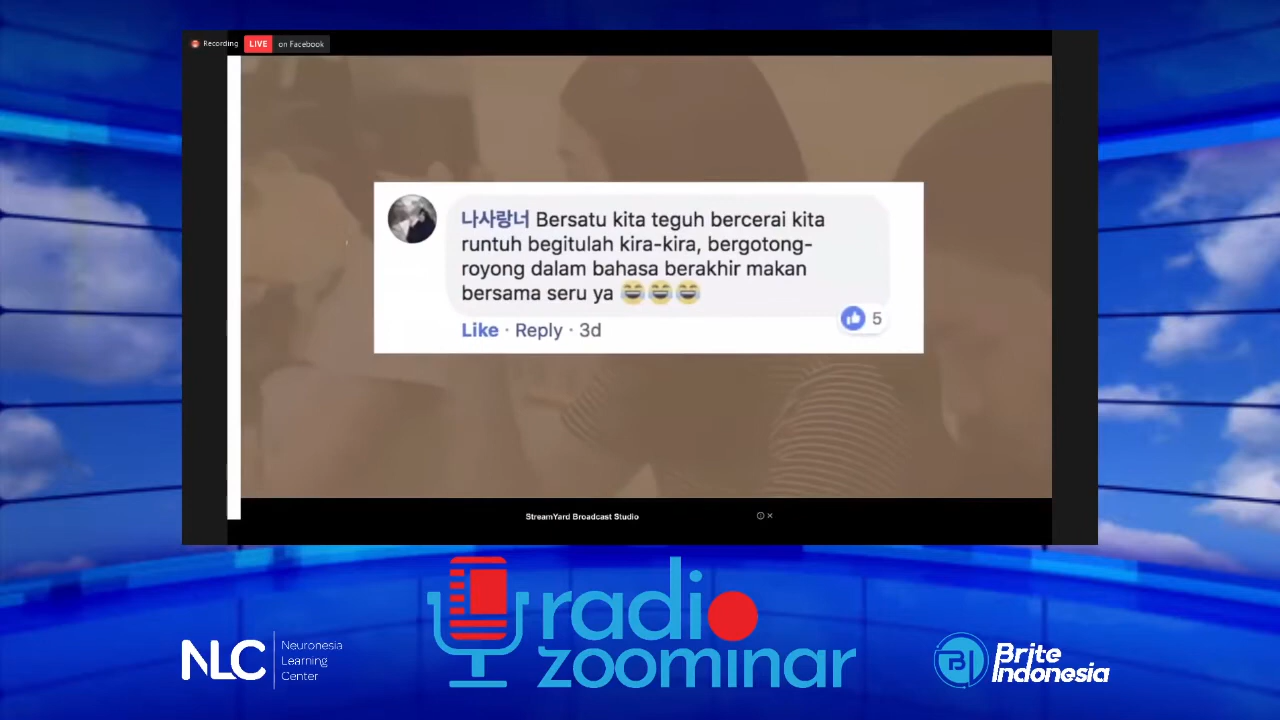 Recording LIVE on Facebook
나사랑너 Bersatu kita teguh bercerai kita
runtuh begitulah kira-kira, bergotong-
royong dalam bahasa berakhir makan
bersama seru ya 😄😄😄
Like · Reply · 3d
5
StreamYard Broadcast Studio
radio
zoominar
NLC
Neuronesia
Learning
Center
Brite
Indonesia